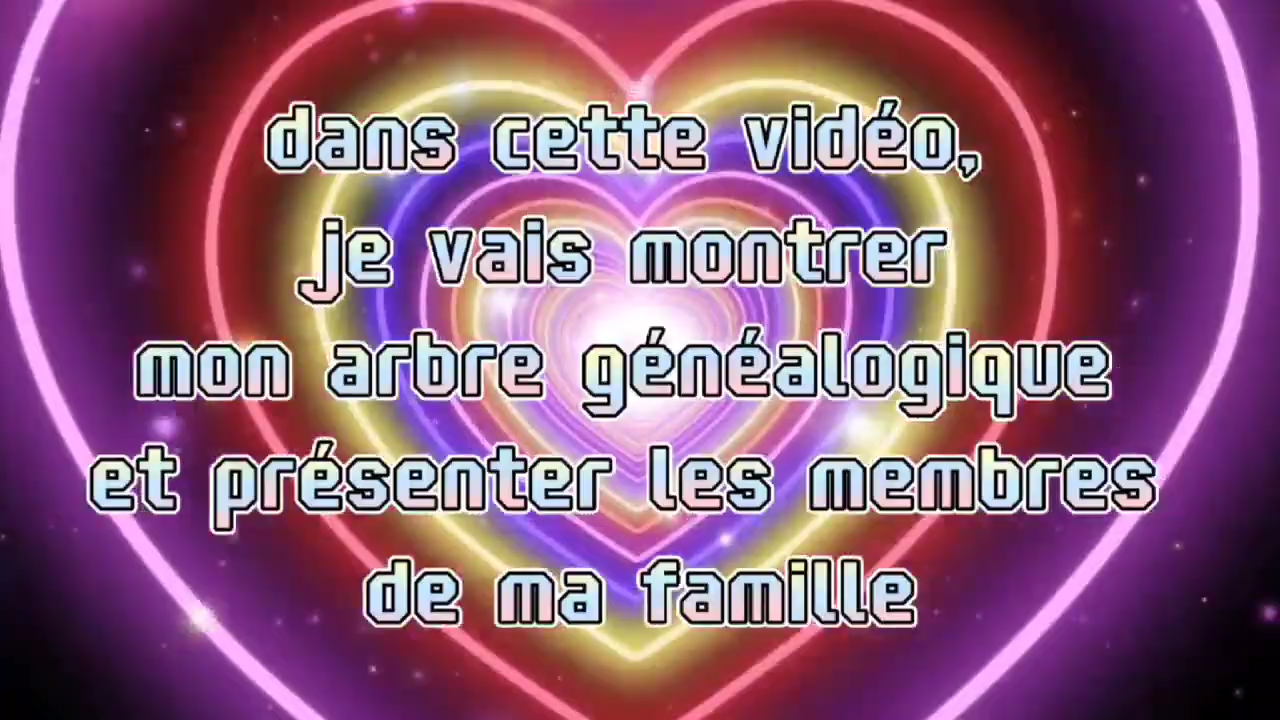 dans cette vidéo,
je vais montrer
mon arbre généalogique
et présenter les membres
de ma famille